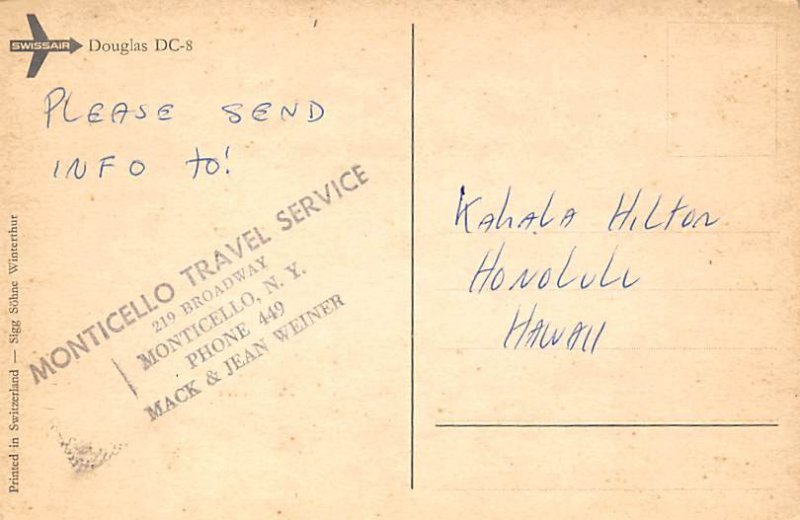 SWISSAIR Douglas DC-8
PLEASE SEND
INFO to!
MONTICELLO TRAVEL SERVICE
219 BROADWAY
MONTICELLO, N. Y.
PHONE 449
MACK & JEAN WEINER
Kahala Hilton
Honolulu
Hawaii
Printed in Switzerland — Sigg Söhne Winterthur